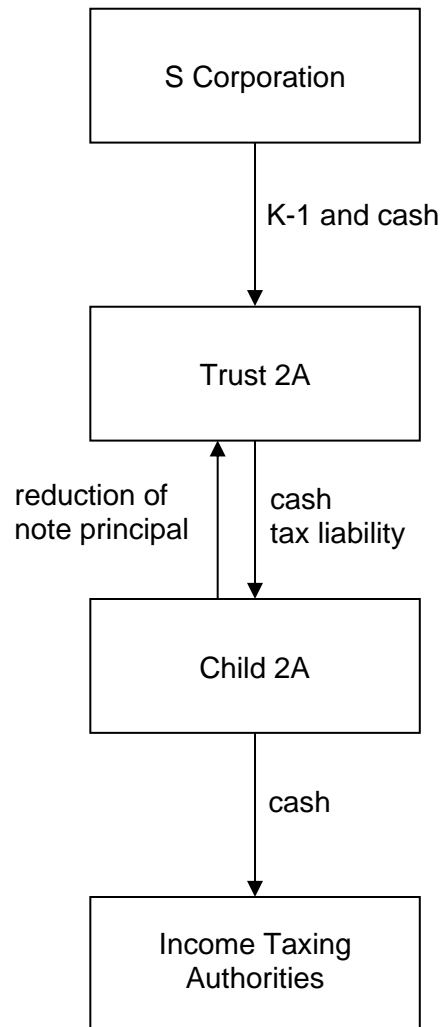 S Corporation
K-1 and cash
Trust 2A
reduction of
note principal
cash
tax liability
Child 2A
cash
Income Taxing
Authorities